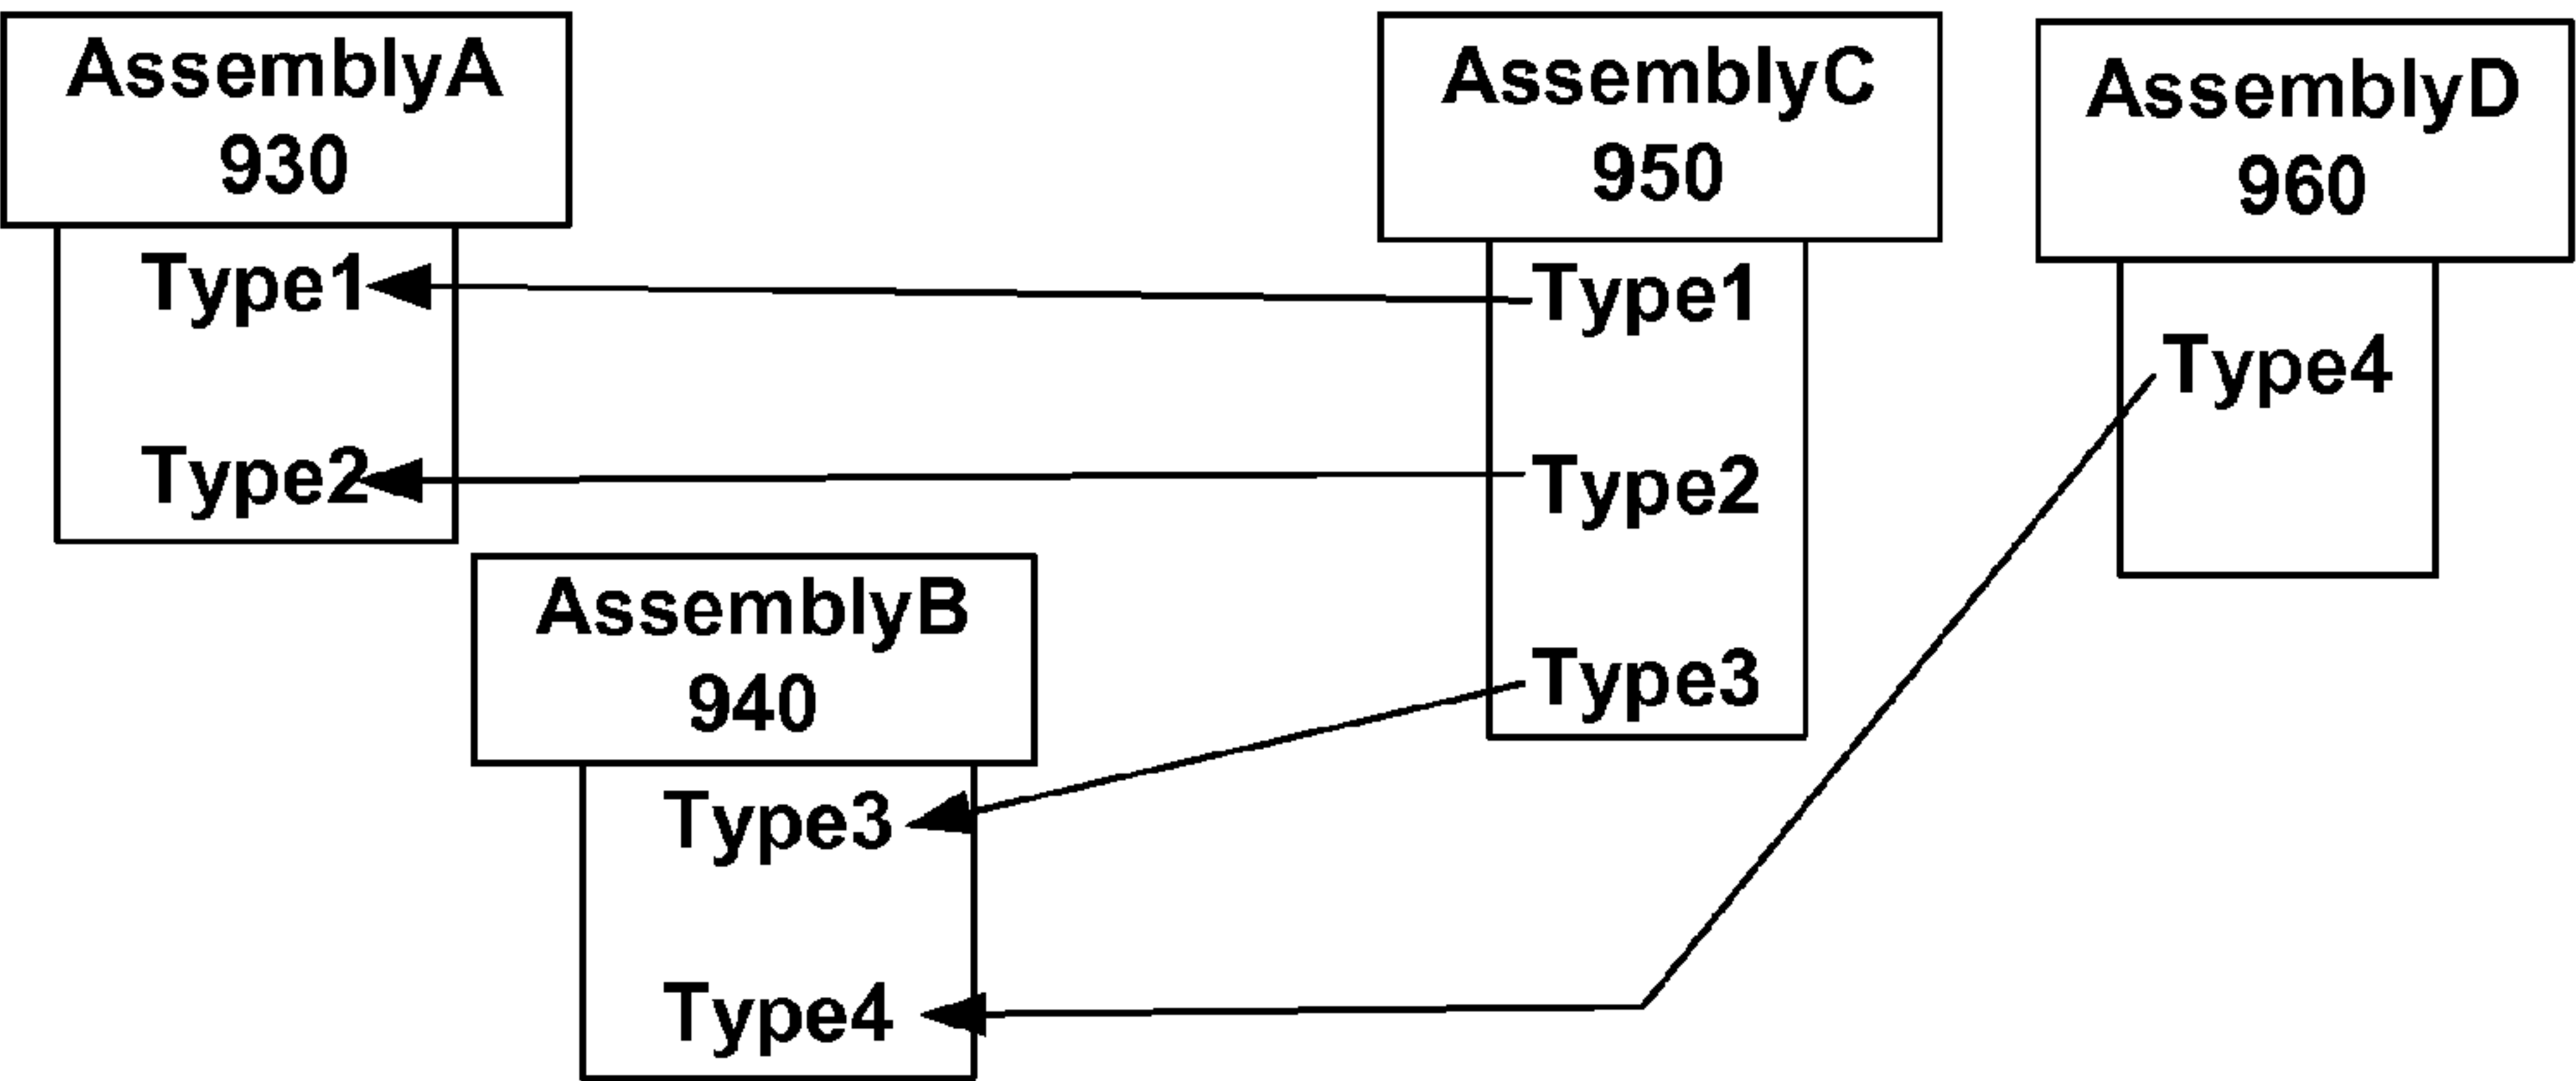 AssemblyA
930
Type1
Type2
AssemblyB
940
Type3
Type4
AssemblyC
950
Type1
Type2
Type3
AssemblyD
960
Type4